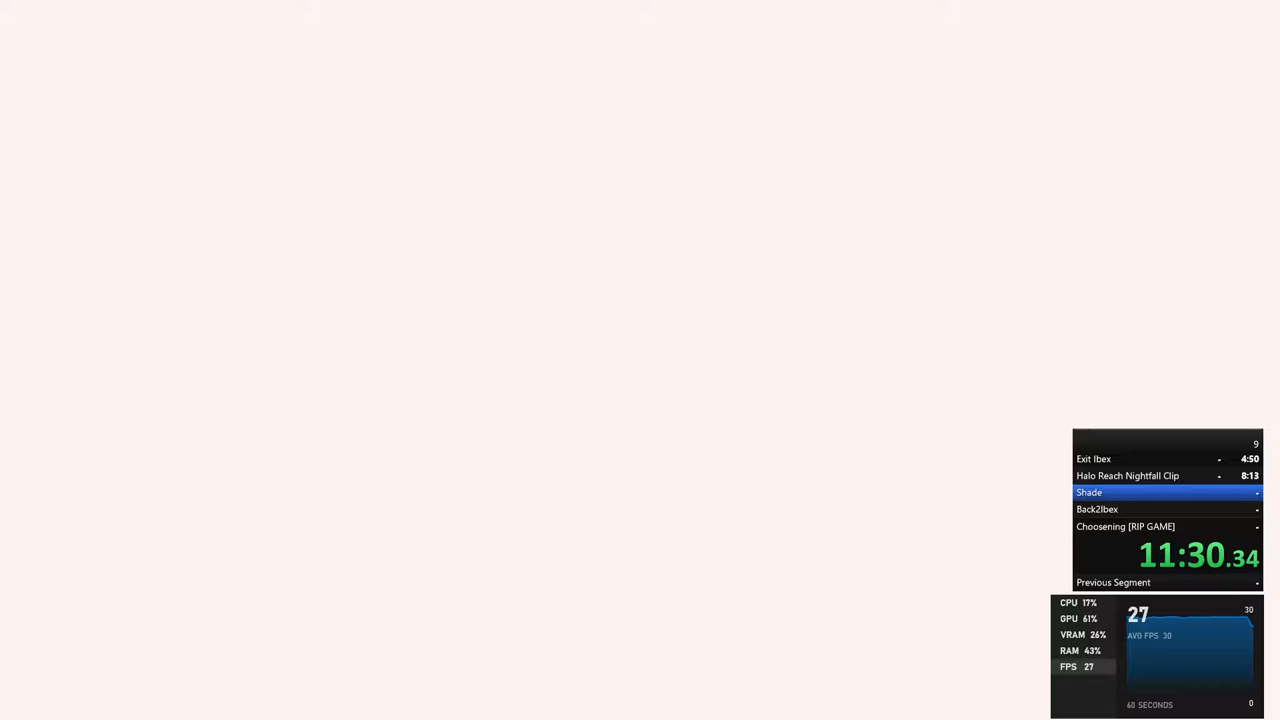 9
Exit Ibex - 4:50
Halo Reach Nightfall Clip - 8:13
Shade -
Back2Ibex -
Choosening [RIP GAME] -
11:30.34
Previous Segment -
CPU 17%
GPU 61%
VRAM 26%
RAM 43%
FPS 27
27 30
AVG FPS 30
60 SECONDS 0